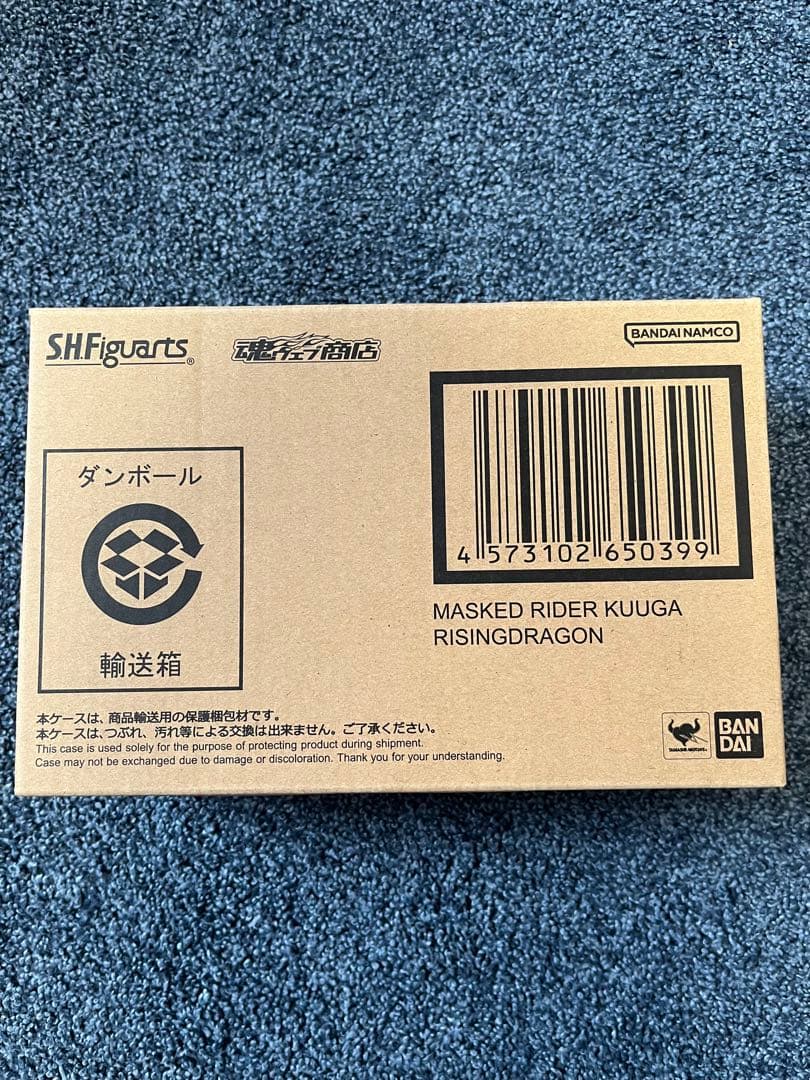 S.H.Figuarts®
魂ウェブ商店
BANDAI NAMCO
ダンボール
輸送箱
4 573102 650399
MASKED RIDER KUUGA
RISINGDRAGON
本ケースは、商品輸送用の保護梱包材です。
本ケースは、つぶれ、汚れ等による交換は出来ません。ご了承ください。
This case is used solely for the purpose of protecting product during shipment.
Case may not be exchanged due to damage or discoloration. Thank you for your understanding.
TAMASHII NATIONS
BAN
DAI